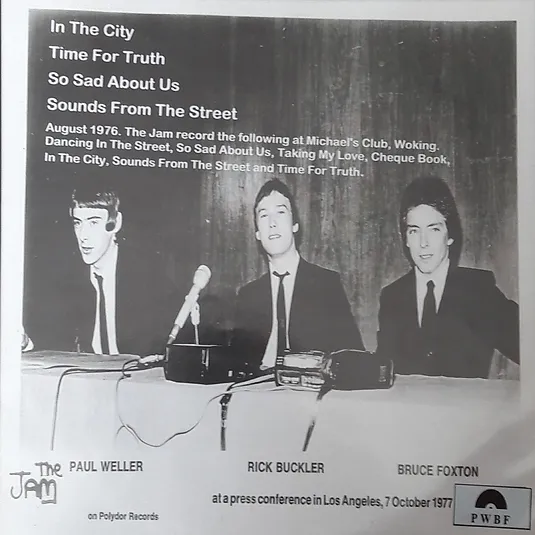 In The City
Time For Truth
So Sad About Us
Sounds From The Street
August 1976. The Jam record the following at Michael's Club, Woking.
Dancing In The Street, So Sad About Us, Taking My Love, Cheque Book,
In The City, Sounds From The Street and Time For Truth.
The JAM
PAUL WELLER
RICK BUCKLER
BRUCE FOXTON
at a press conference in Los Angeles, 7 October 1977
on Polydor Records
PWBF